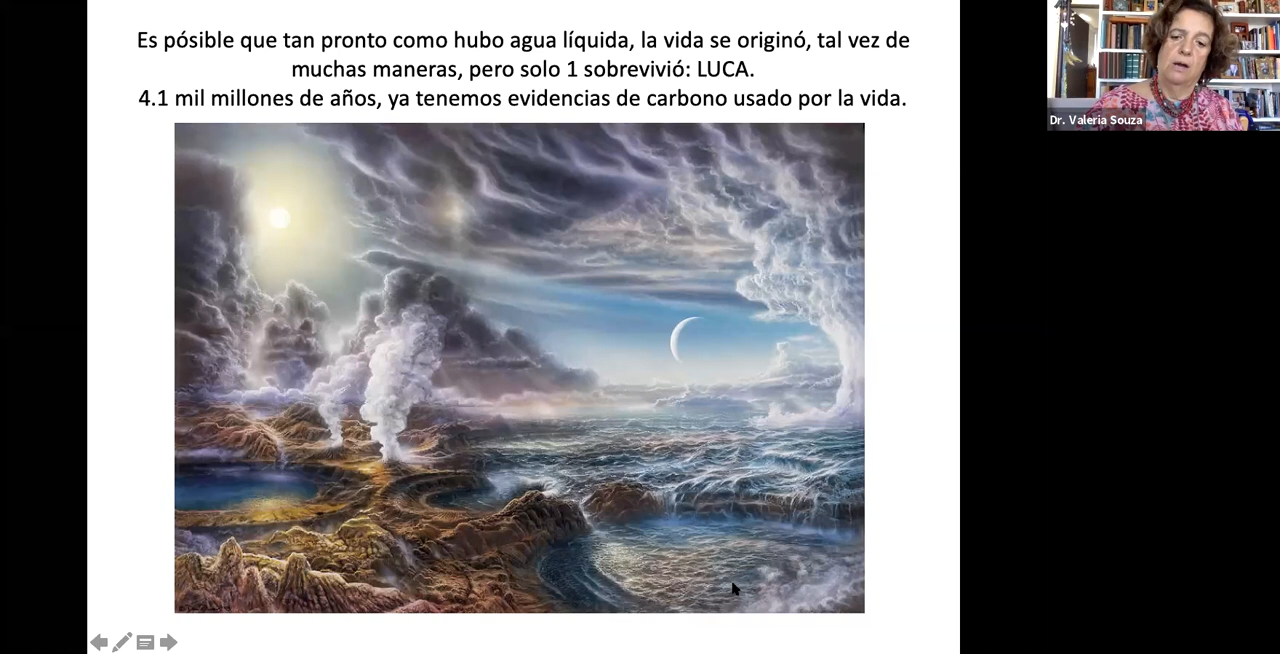 Es pósible que tan pronto como hubo agua líquida, la vida se originó, tal vez de
muchas maneras, pero solo 1 sobrevivió: LUCA.
4.1 mil millones de años, ya tenemos evidencias de carbono usado por la vida.
Dr. Valeria Souza